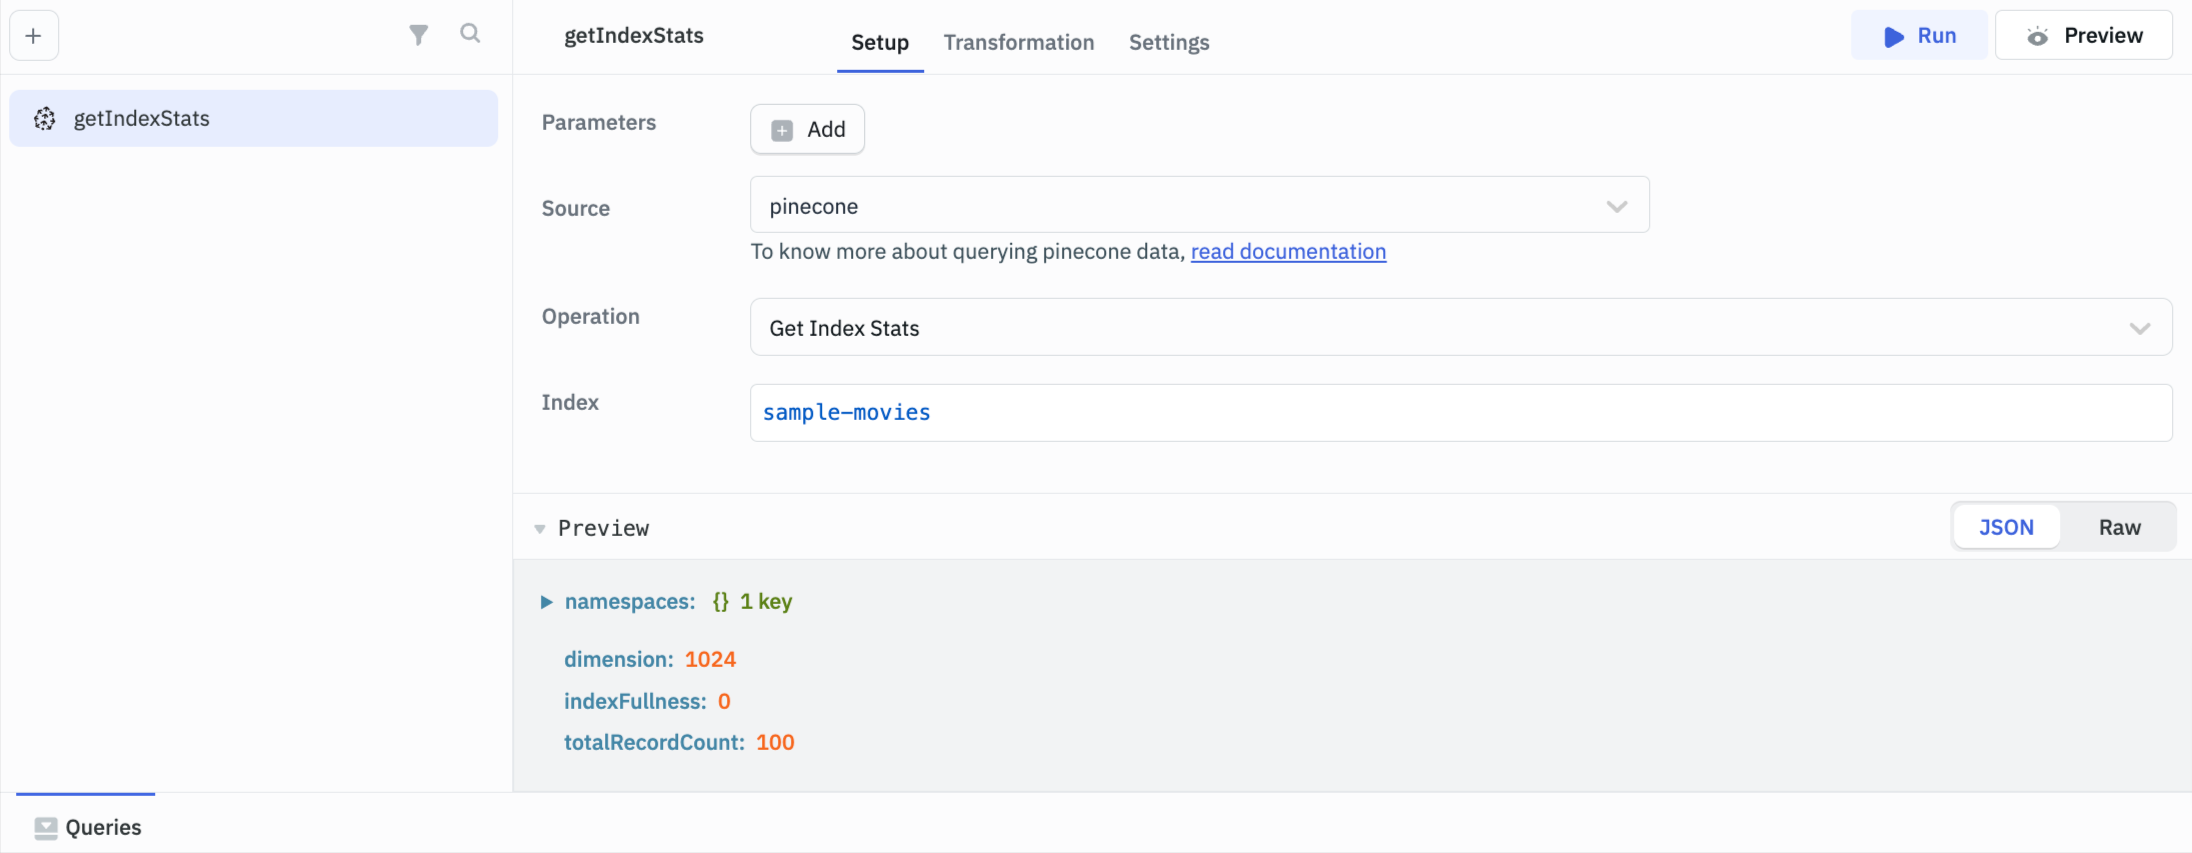 getIndexStats
Setup
Transformation
Settings
Run
Preview
getIndexStats
Parameters
Add
Source
pinecone
To know more about querying pinecone data, read documentation
Operation
Get Index Stats
Index
sample-movies
Preview
JSON
Raw
namespaces: {} 1 key
dimension: 1024
indexFullness: 0
totalRecordCount: 100
Queries